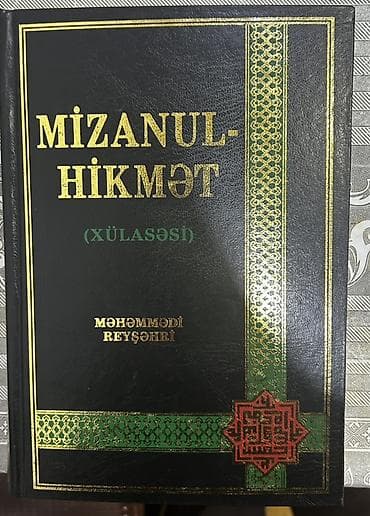 MİZANUL-
HİKMƏT
(XÜLASƏSİ)
MƏHƏMMƏDİ
REYŞƏHRİ